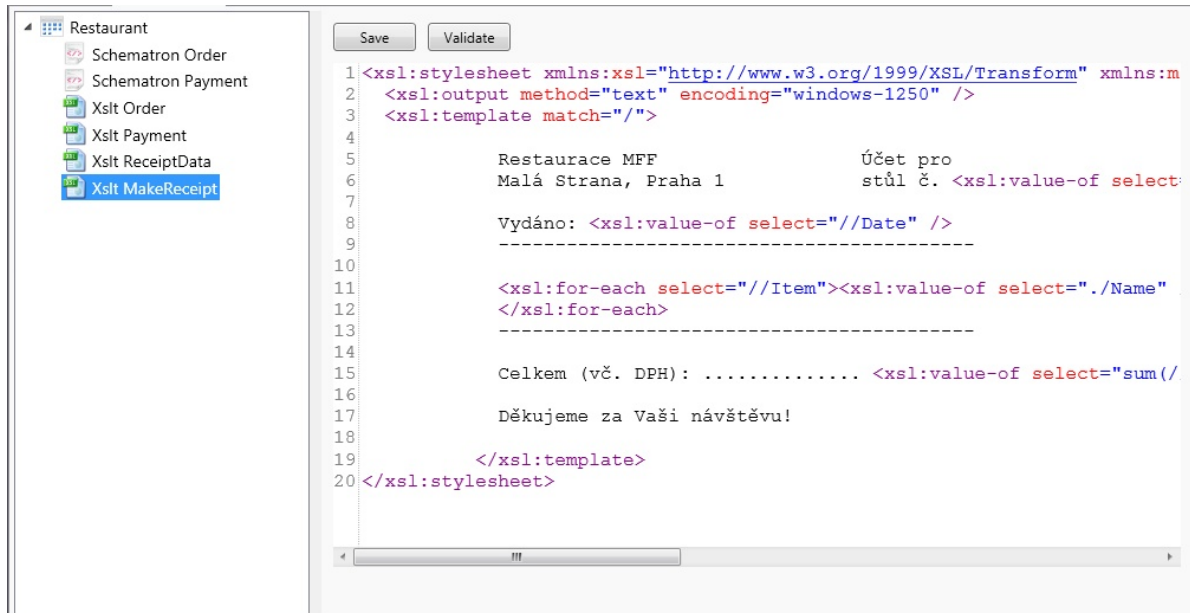 Restaurant
Schematron Order
Schematron Payment
Xslt Order
Xslt Payment
Xslt ReceiptData
Xslt MakeReceipt
Save Validate
1 <xsl:stylesheet xmlns:xsl="http://www.w3.org/1999/XSL/Transform" xmlns:m
2 <xsl:output method="text" encoding="windows-1250" />
3 <xsl:template match="/">
4
5 Restaurace MFF Účet pro
6 Malá Strana, Praha 1 stůl č. <xsl:value-of select=
7
8 Vydáno: <xsl:value-of select="//Date" />
9 ------------------------------------------
10
11 <xsl:for-each select="//Item"><xsl:value-of select="./Name" /
12 </xsl:for-each>
13 ------------------------------------------
14
15 Celkem (vč. DPH): .............. <xsl:value-of select="sum(/
16
17 Děkujeme za Vaši návštěvu!
18
19 </xsl:template>
20 </xsl:stylesheet>